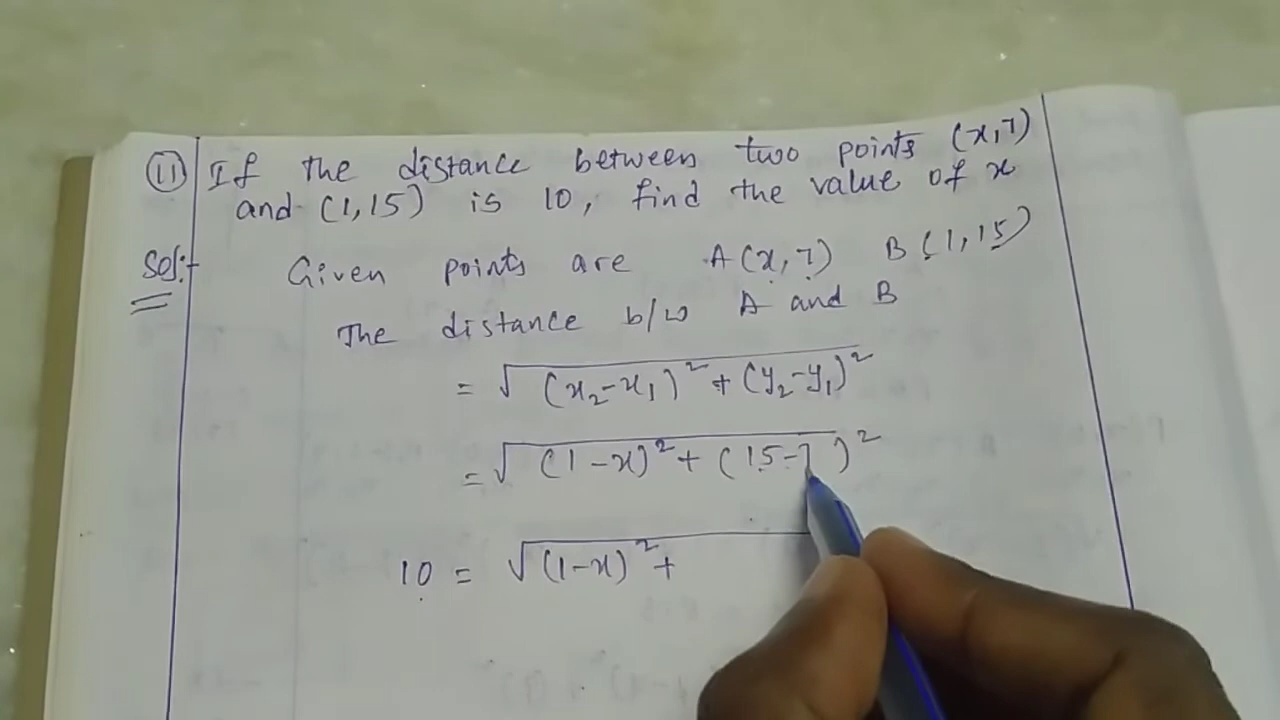 (11) If the distance between two points (x,7)
and (1,15) is 10, find the value of x
Sol:- Given points are A(x,7) B(1,15)
The distance b/w A and B
= √(x₂-x₁)² + (y₂-y₁)²
= √(1-x)² + (15-7)²
10 = √(1-x)² +